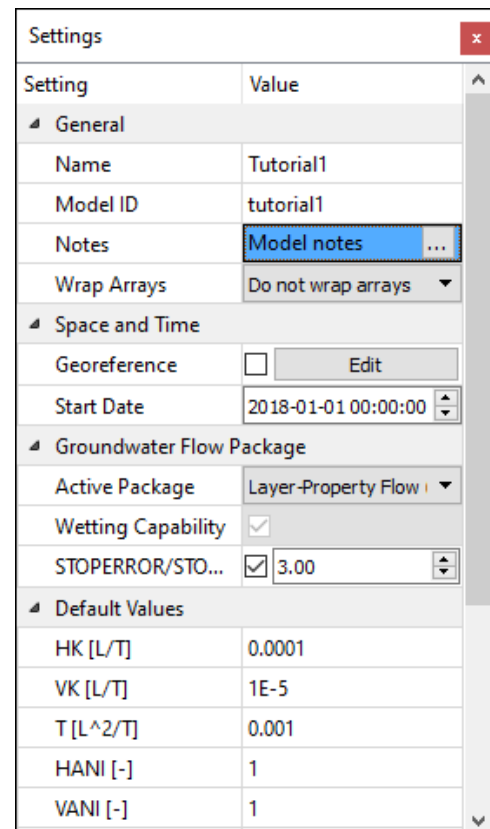 Settings
x
Setting Value
General
Name Tutorial1
Model ID tutorial1
Notes Model notes ...
Wrap Arrays Do not wrap arrays
Space and Time
Georeference Edit
Start Date 2018-01-01 00:00:00
Groundwater Flow Package
Active Package Layer-Property Flow (
Wetting Capability
STOPERROR/STO... 3.00
Default Values
HK [L/T] 0.0001
VK [L/T] 1E-5
T [L^2/T] 0.001
HANI [-] 1
VANI [-] 1